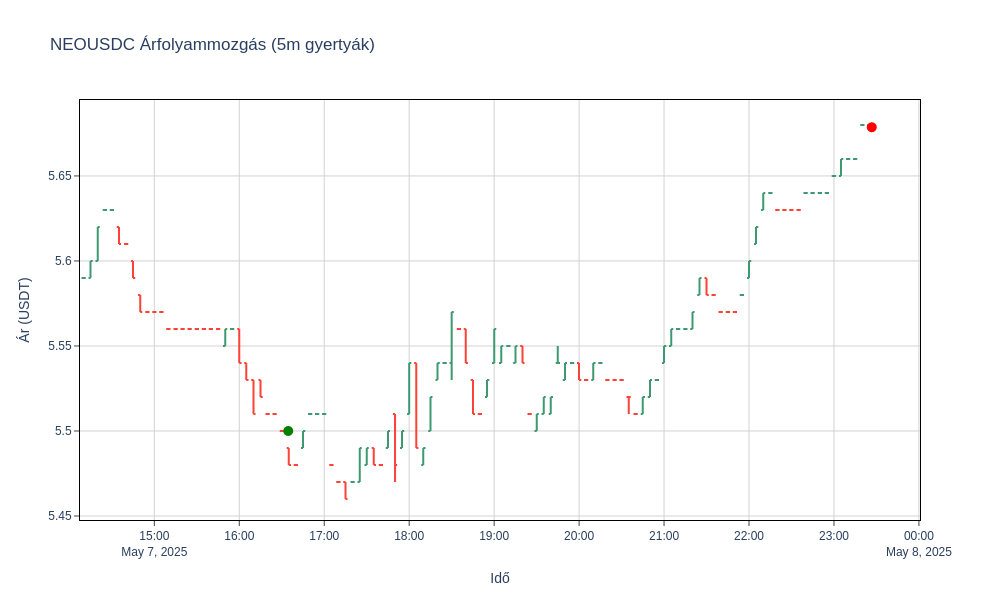 NEOUSDC Árfolyammozgás (5m gyertyák)
Ár (USDT)
5.65
5.6
5.55
5.5
5.45
15:00 16:00 17:00 18:00 19:00 20:00 21:00 22:00 23:00 00:00
May 7, 2025 May 8, 2025
Idő